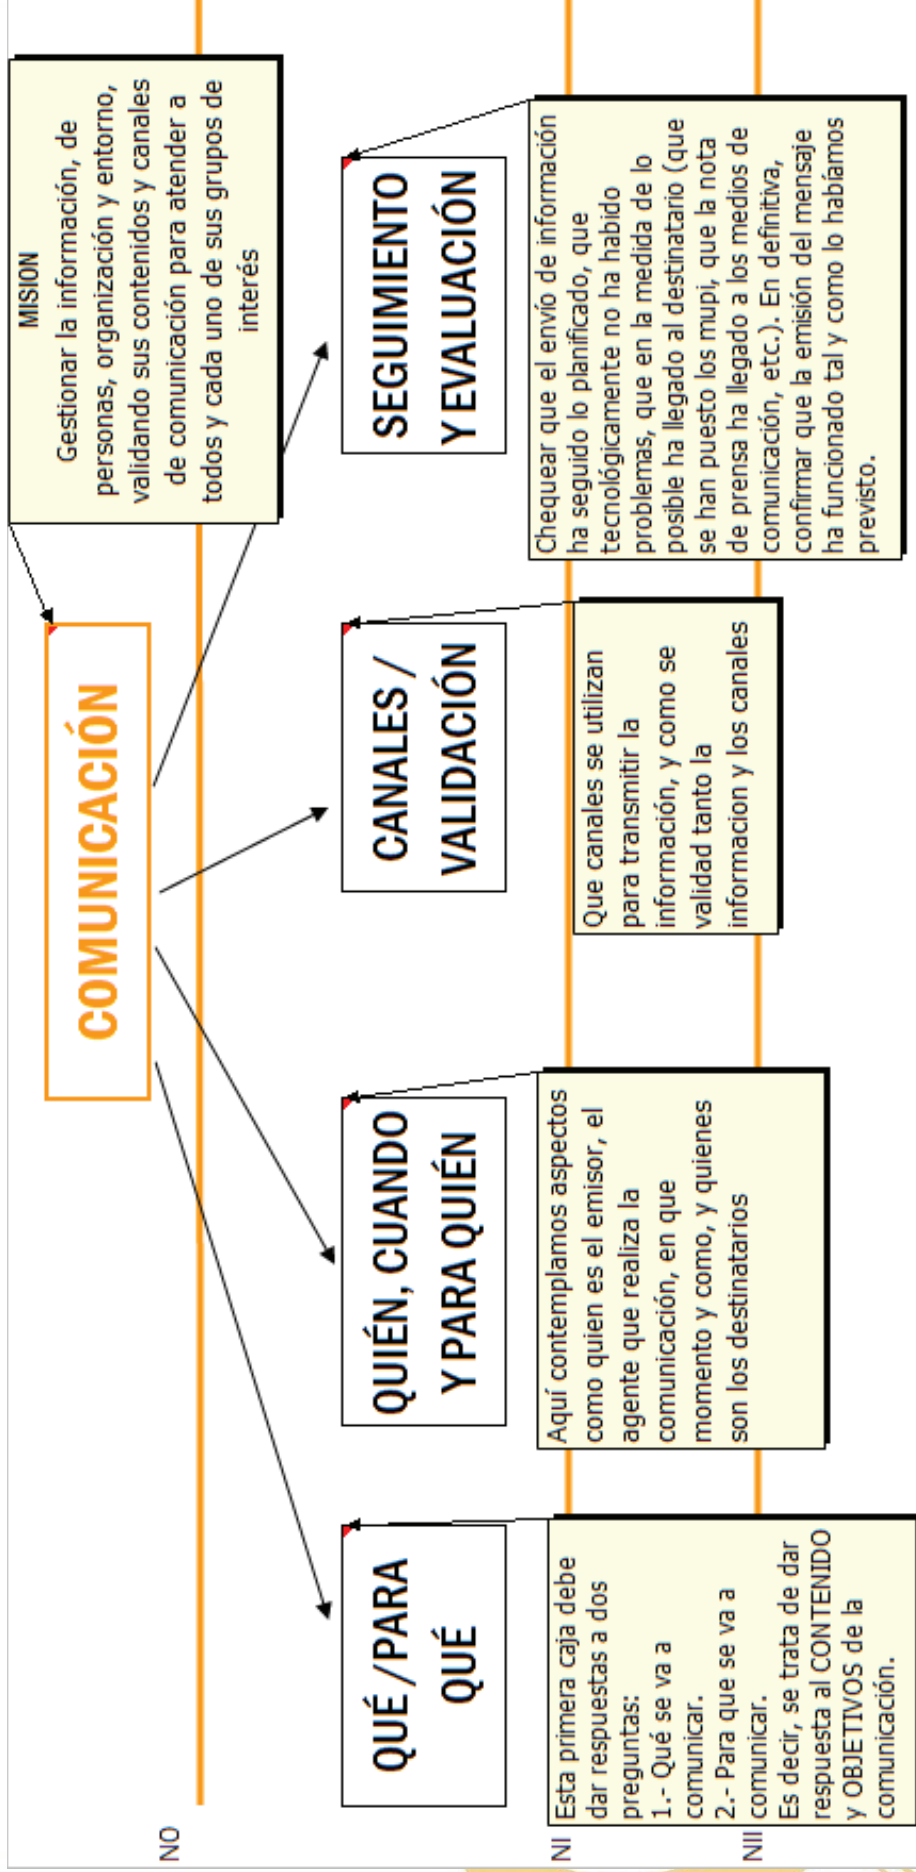 MISION
Gestionar la información, de
personas, organización y entorno,
validando sus contenidos y canales
de comunicación para atender a
todos y cada uno de sus grupos de
interés
COMUNICACIÓN
NO
QUÉ /PARA
QUÉ
QUIÉN, CUANDO
Y PARA QUIÉN
CANALES /
VALIDACIÓN
SEGUIMIENTO
Y EVALUACIÓN
NI
NII
Esta primera caja debe
dar respuestas a dos
preguntas:
1.- Qué se va a
comunicar.
2.- Para que se va a
comunicar.
Es decir, se trata de dar
respuesta al CONTENIDO
y OBJETIVOS de la
comunicación.
Aquí contemplamos aspectos
como quien es el emisor, el
agente que realiza la
comunicación, en que
momento y como, y quienes
son los destinatarios
Que canales se utilizan
para transmitir la
información, y como se
validad tanto la
informacion y los canales
Chequear que el envío de información
ha seguido lo planificado, que
tecnológicamente no ha habido
problemas, que en la medida de lo
posible ha llegado al destinatario (que
se han puesto los mupi, que la nota
de prensa ha llegado a los medios de
comunicación, etc.). En definitiva,
confirmar que la emisión del mensaje
ha funcionado tal y como lo habíamos
previsto.